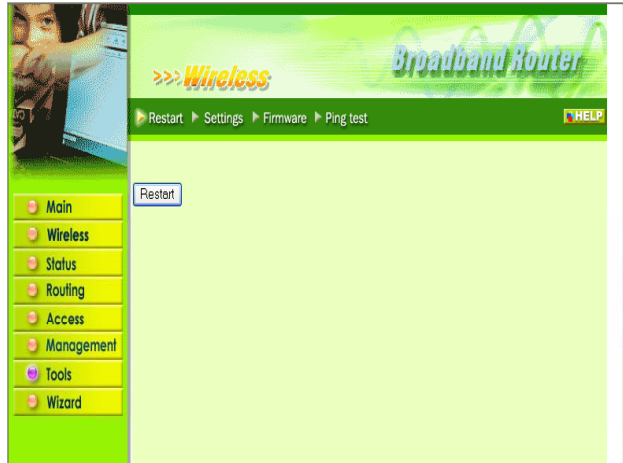 Broadband Router
>>> Wireless
Restart Settings Firmware Ping test HELP
Restart
Main
Wireless
Status
Routing
Access
Management
Tools
Wizard